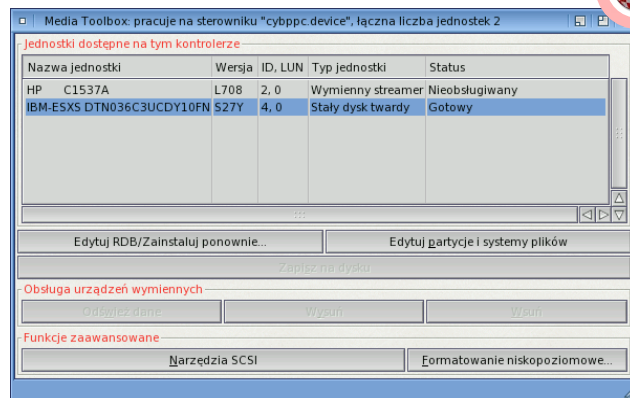 Media Toolbox: pracuje na sterowniku "cybppc.device", łączna liczba jednostek 2
Jednostki dostępne na tym kontrolerze
Nazwa jednostki Wersja ID, LUN Typ jednostki Status
HP C1537A L708 2, 0 Wymienny streamer Nieobsługiwany
IBM-ESXS DTN036C3UCDY10FN S27Y 4, 0 Stały dysk twardy Gotowy
Edytuj RDB/Zainstaluj ponownie... Edytuj partycje i systemy plików
Zapisz na dysku
Obsługa urządzeń wymiennych
Odśwież dane Wysuń Wsuń
Funkcje zaawansowane
Narzędzia SCSI Formatowanie niskopoziomowe...